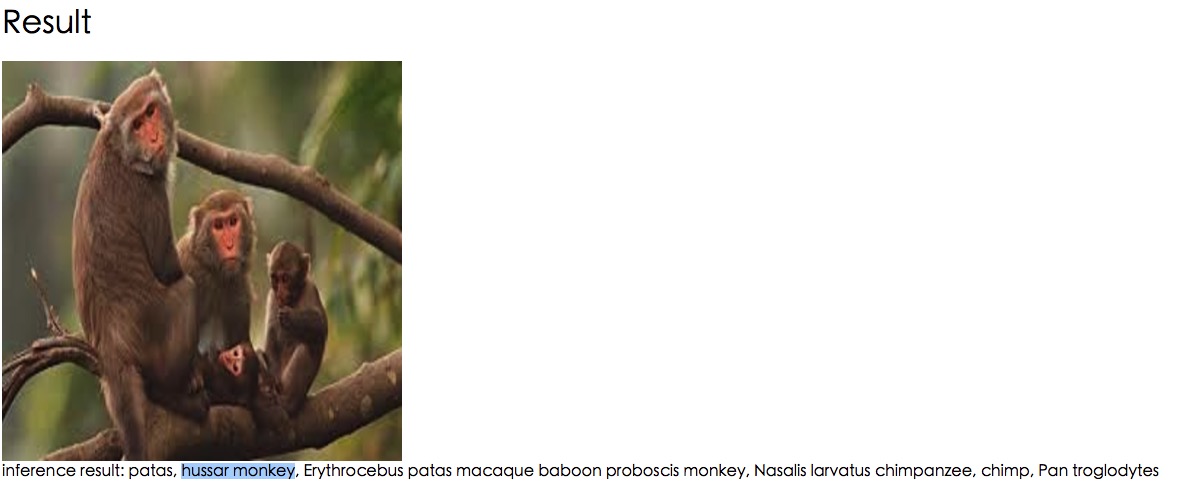 Result
inference result: patas, hussar monkey, Erythrocebus patas macaque baboon proboscis monkey, Nasalis larvatus chimpanzee, chimp, Pan troglodytes